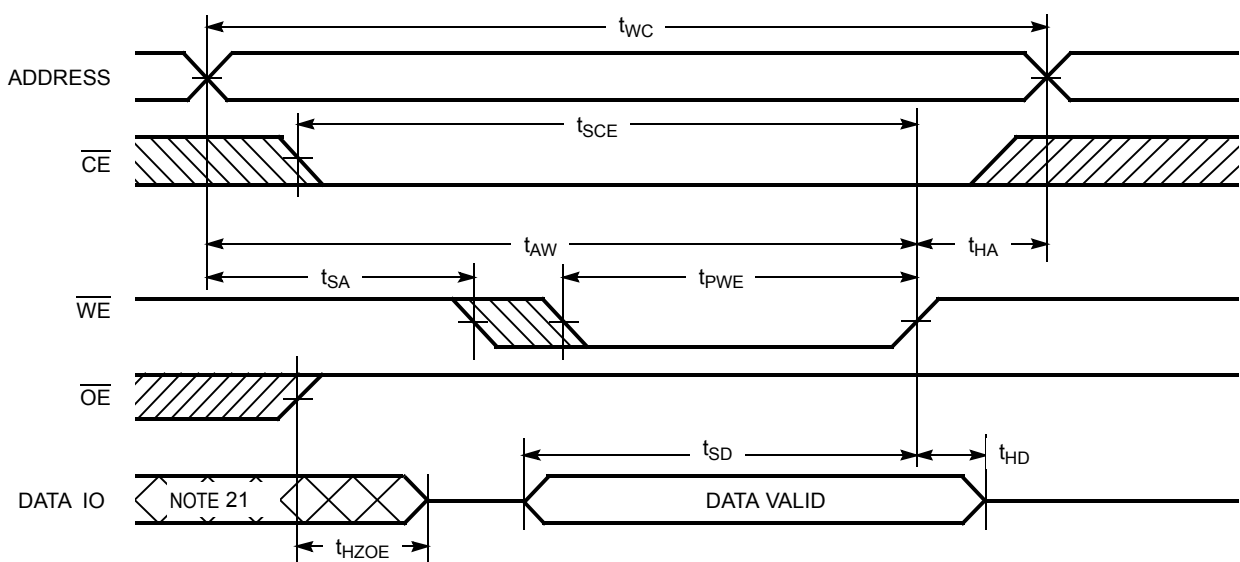 tWC
ADDRESS
tSCE
CE
tAW
tHA
tSA
tPWE
WE
OE
tSD
tHD
DATA IO
NOTE 21
DATA VALID
tHZOE